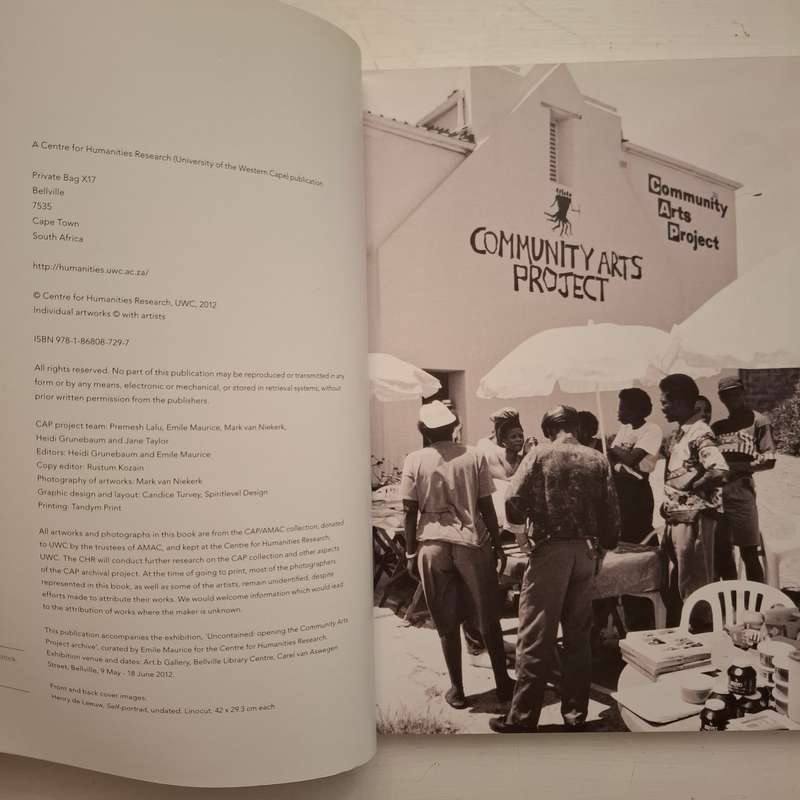 A Centre for Humanities Research (University of the Western Cape) publication
Private Bag X17
Bellville
7535
Cape Town
South Africa
http://humanities.uwc.ac.za/
© Centre for Humanities Research, UWC, 2012
Individual artworks © with artists
ISBN 978-1-86808-729-7
All rights reserved. No part of this publication may be reproduced or transmitted in any
form or by any means, electronic or mechanical, or stored in retrieval systems, without
prior written permission from the publishers.
CAP project team: Premesh Lalu, Emile Maurice, Mark van Niekerk,
Heidi Grunebaum and Jane Taylor
Editors: Heidi Grunebaum and Emile Maurice
Copy editor: Rustum Kozain
Photography of artworks: Mark van Niekerk
Graphic design and layout: Candice Turvey, Spiritlevel Design
Printing: Tandym Print.
All artworks and photographs in this book are from the CAP/AMAC collection, donated
to UWC by the trustees of AMAC, and kept at the Centre for Humanities Research,
UWC. The CHR will conduct further research on the CAP collection and other aspects
of the CAP archival project. At the time of going to print, most of the photographers
represented in this book, as well as some of the artists, remain unidentified, despite
efforts made to attribute their works. We would welcome information which would lead
to the attribution of works where the maker is unknown.
This publication accompanies the exhibition, 'Uncontained: opening the Community Arts
Project archive', curated by Emile Maurice for the Centre for Humanities Research.
Exhibition venue and dates: Art.b Gallery, Bellville Library Centre, Carel van Aswegen
Street, Bellville, 9 May - 18 June 2012.
Front and back cover images:
Henry de Leeuw, Self-portrait, undated. Linocut. 42 x 29.3 cm each
COMMUNITY ARTS
PROJECT
Community
Arts
Project